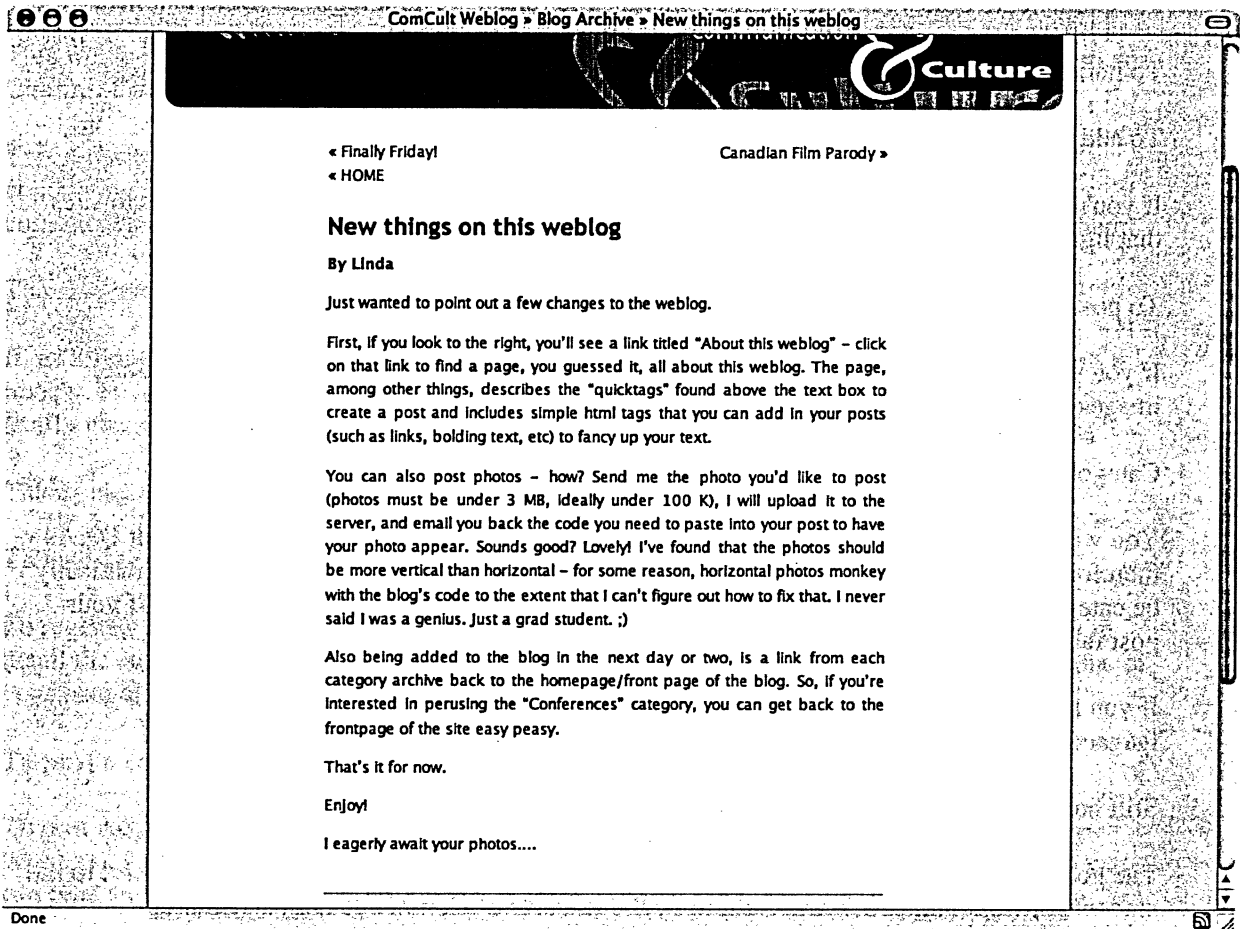 ComCult Weblog » Blog Archive » New things on this weblog
Culture
« Finally Friday!
Canadian Film Parody »
« HOME
New things on this weblog
By Linda
Just wanted to point out a few changes to the weblog.
First, if you look to the right, you'll see a link titled "About this weblog" – click
on that link to find a page, you guessed it, all about this weblog. The page,
among other things, describes the "quicktags" found above the text box to
create a post and includes simple html tags that you can add in your posts
(such as links, bolding text, etc) to fancy up your text.
You can also post photos – how? Send me the photo you'd like to post
(photos must be under 3 MB, ideally under 100 K), I will upload it to the
server, and email you back the code you need to paste into your post to have
your photo appear. Sounds good? Lovely! I've found that the photos should
be more vertical than horizontal – for some reason, horizontal photos monkey
with the blog's code to the extent that I can't figure out how to fix that. I never
said I was a genius. Just a grad student. ;)
Also being added to the blog in the next day or two, is a link from each
category archive back to the homepage/front page of the blog. So, if you're
interested in perusing the "Conferences" category, you can get back to the
frontpage of the site easy peasy.
That's it for now.
Enjoy!
I eagerly await your photos....
Done